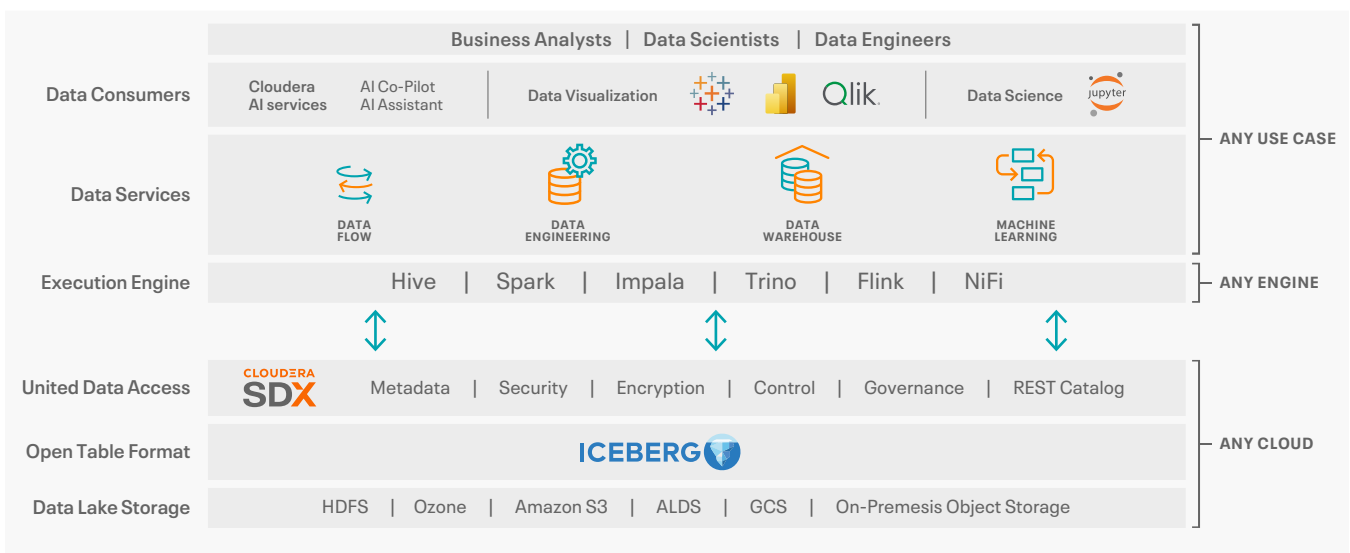 Business Analysts | Data Scientists | Data Engineers
Data Consumers
Cloudera
AI services
AI Co-Pilot
AI Assistant
Data Visualization
Qlik
Data Science
jupyter
ANY USE CASE
Data Services
DATA
FLOW
DATA
ENGINEERING
DATA
WAREHOUSE
MACHINE
LEARNING
Execution Engine
Hive | Spark | Impala | Trino | Flink | NiFi
ANY ENGINE
United Data Access
CLOUDERA
SDX
Metadata | Security | Encryption | Control | Governance | REST Catalog
Open Table Format
ICEBERG
ANY CLOUD
Data Lake Storage
HDFS | Ozone | Amazon S3 | ALDS | GCS | On-Premesis Object Storage